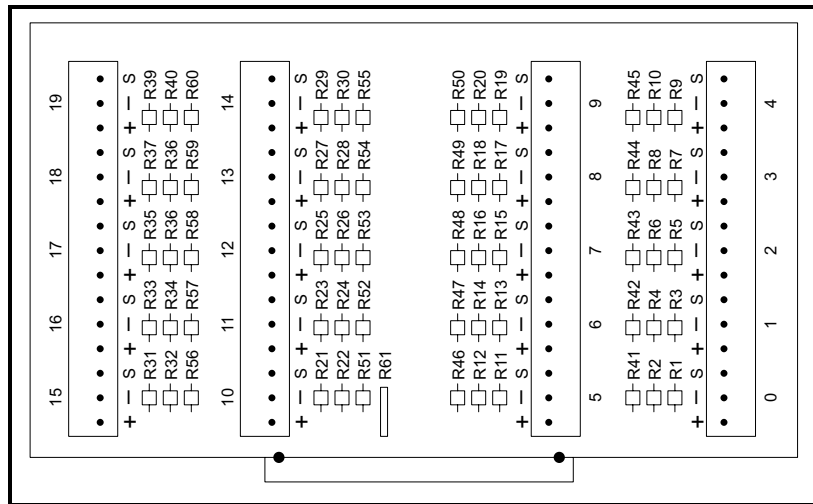 15 16 17 18 19
+ − S + − S + − S + − S + − S
R31 R33 R35 R37 R39
R32 R34 R36 R36 R40
R56 R57 R58 R59 R60
10 11 12 13 14
+ − S + − S + − S + − S + − S
R21 R23 R25 R27 R29
R22 R24 R26 R28 R30
R51 R52 R53 R54 R55
R61
R46 R47 R48 R49 R50
R12 R14 R16 R18 R20
R11 R13 R15 R17 R19
+ − S + − S + − S + − S + − S
5 6 7 8 9
R41 R42 R43 R44 R45
R2 R4 R6 R8 R10
R1 R3 R5 R7 R9
+ − S + − S + − S + − S + − S
0 1 2 3 4